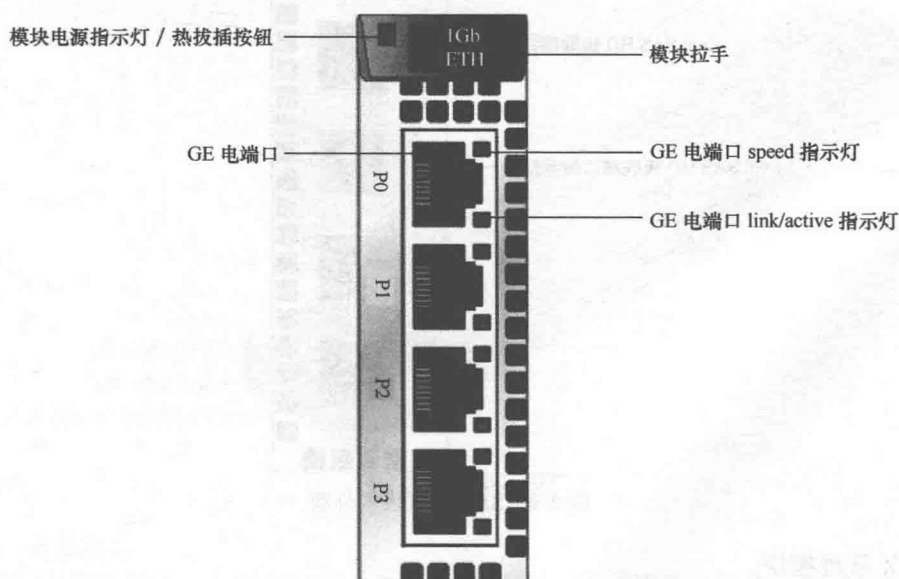 模块电源指示灯 / 热拔插按钮
1Gb
ETH
模块拉手
GE 电端口
GE 电端口 speed 指示灯
GE 电端口 link/active 指示灯
P0
P1
P2
P3